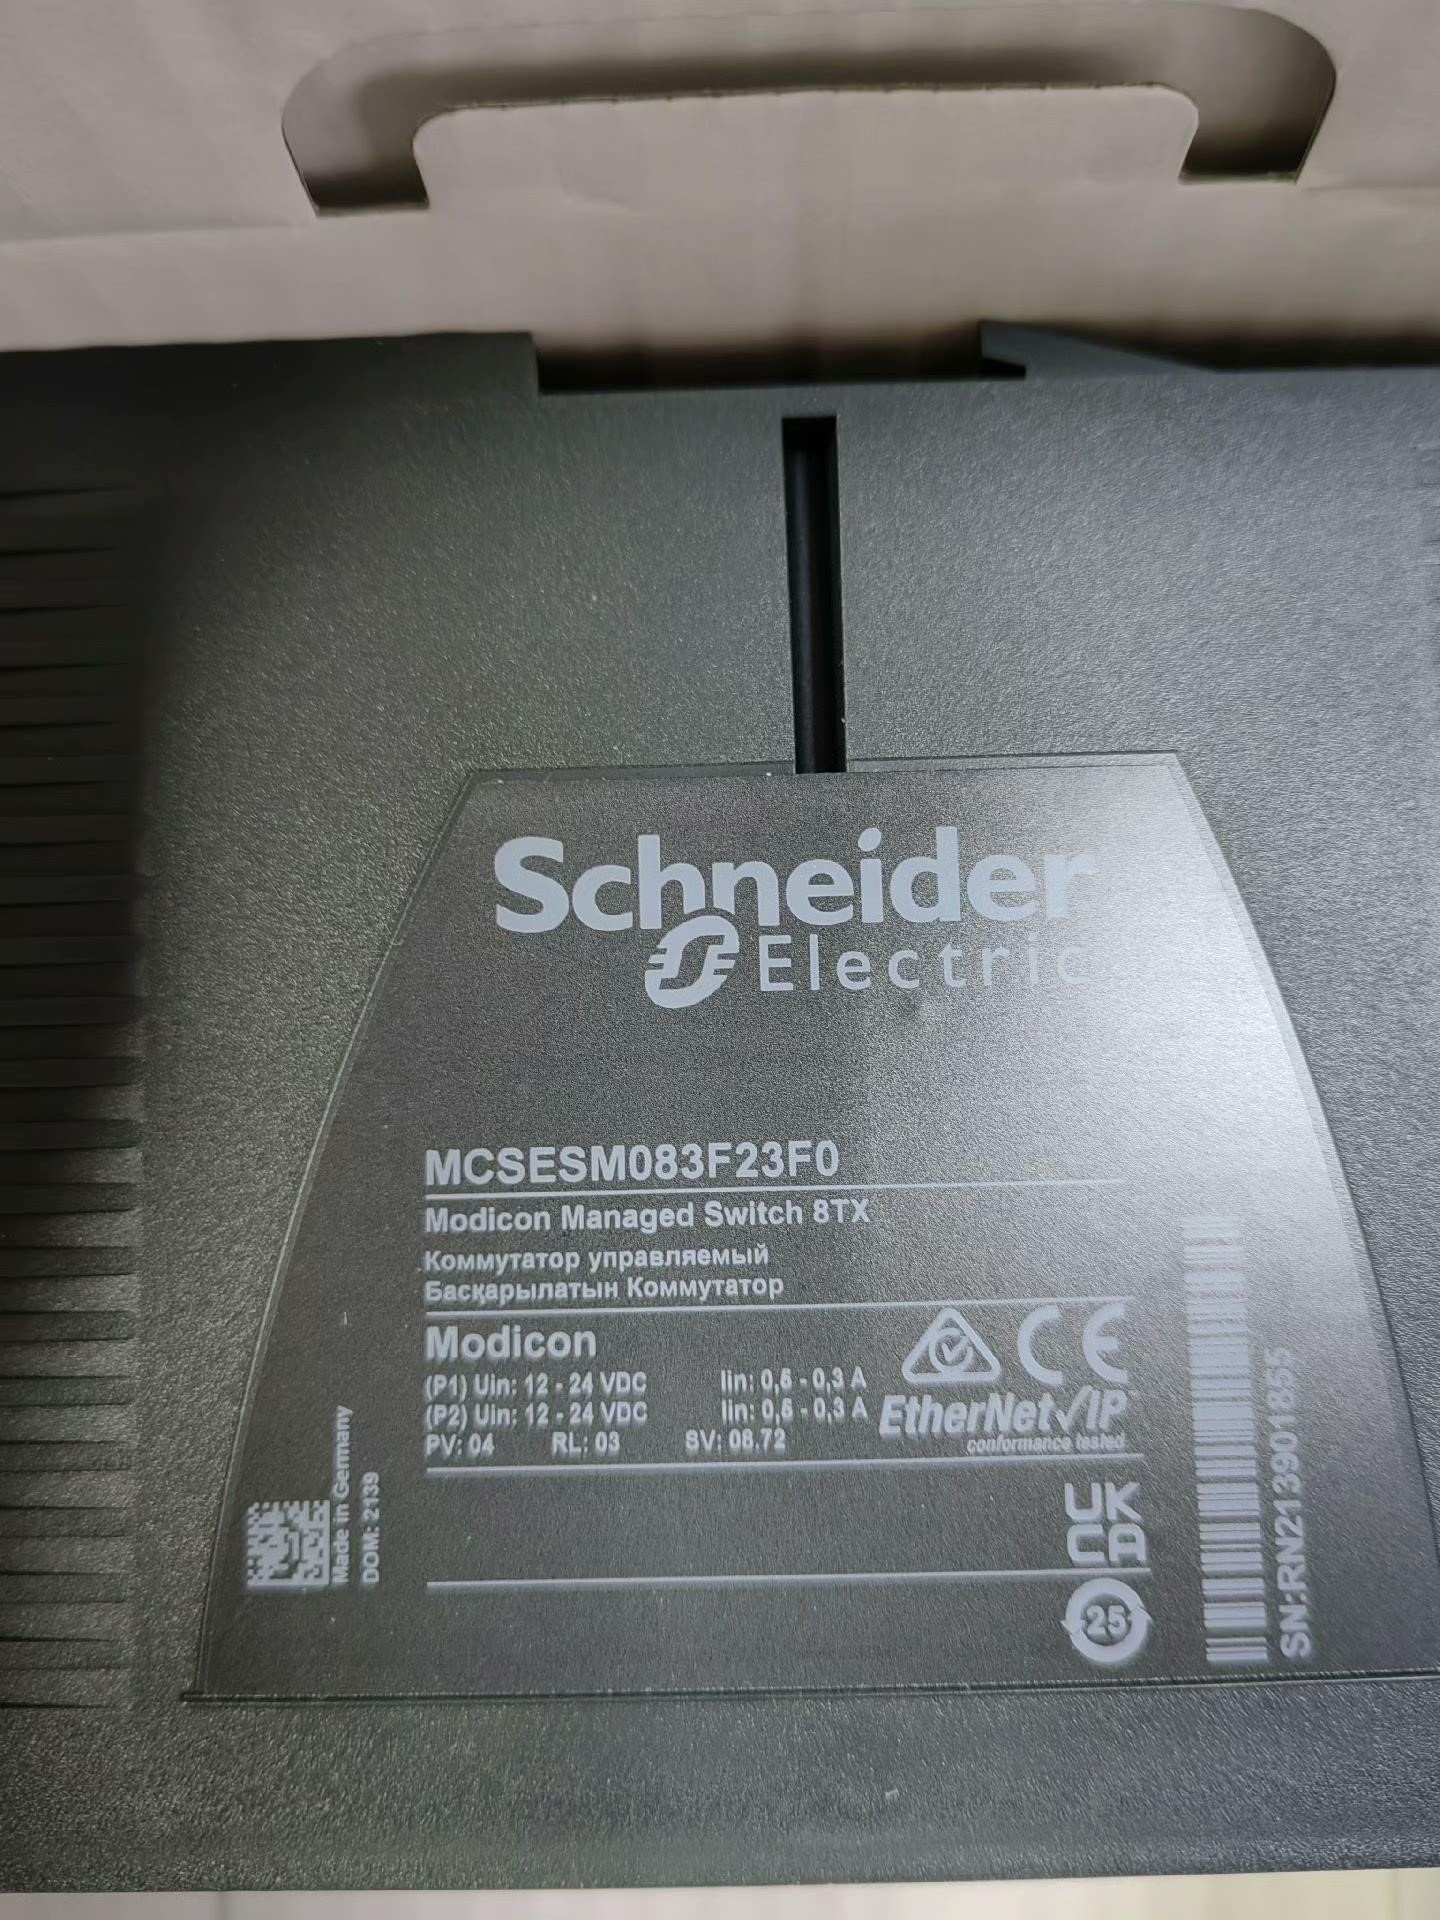 Schneider
Electric
MCSESM083F23F0
Modicon Managed Switch 8TX
Коммутатор управляемый
Басқарылатын Коммутатор
Modicon
(P1) Uin: 12 - 24 VDC Iin: 0,5 - 0,3 A
(P2) Uin: 12 - 24 VDC Iin: 0,5 - 0,3 A
PV: 04 RL: 03 SV: 08.72
CE
EtherNet/IP
conformance tested
UK
CA
25
Made in Germany
DOM: 2139
SN:RN213901855